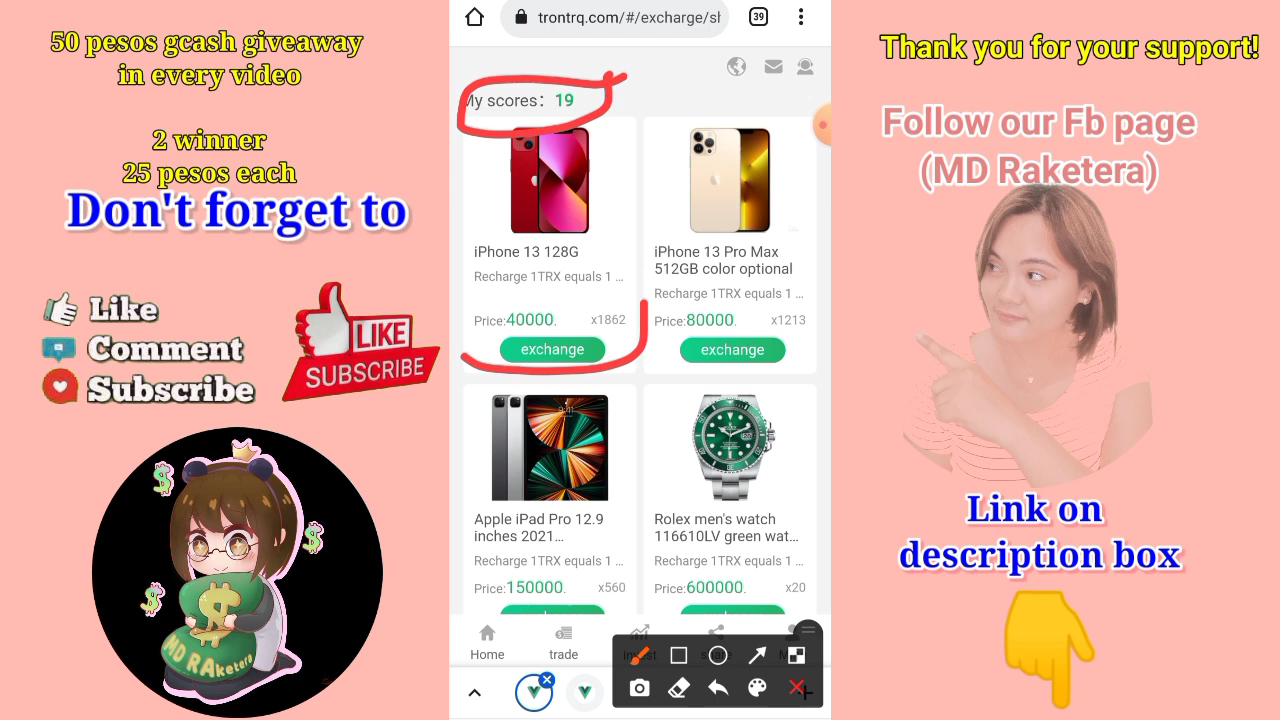 50 pesos gcash giveaway
in every video
2 winner
25 pesos each
Don't forget to
Like
Comment
Subscribe
LIKE
SUBSCRIBE
MD RAketera
trontrq.com/#/exchange/sl
39
My scores: 19
iPhone 13 128G
Recharge 1TRX equals 1 ...
Price:40000. x1862
exchange
iPhone 13 Pro Max
512GB color optional
Recharge 1TRX equals 1 ...
Price:80000. x1213
exchange
Apple iPad Pro 12.9
inches 2021...
Recharge 1TRX equals 1 ...
Price:150000. x560
Rolex men's watch
116610LV green wat...
Recharge 1TRX equals 1 ...
Price:600000. x20
Home
trade
Thank you for your support!
Follow our Fb page
(MD Raketera)
Link on
description box